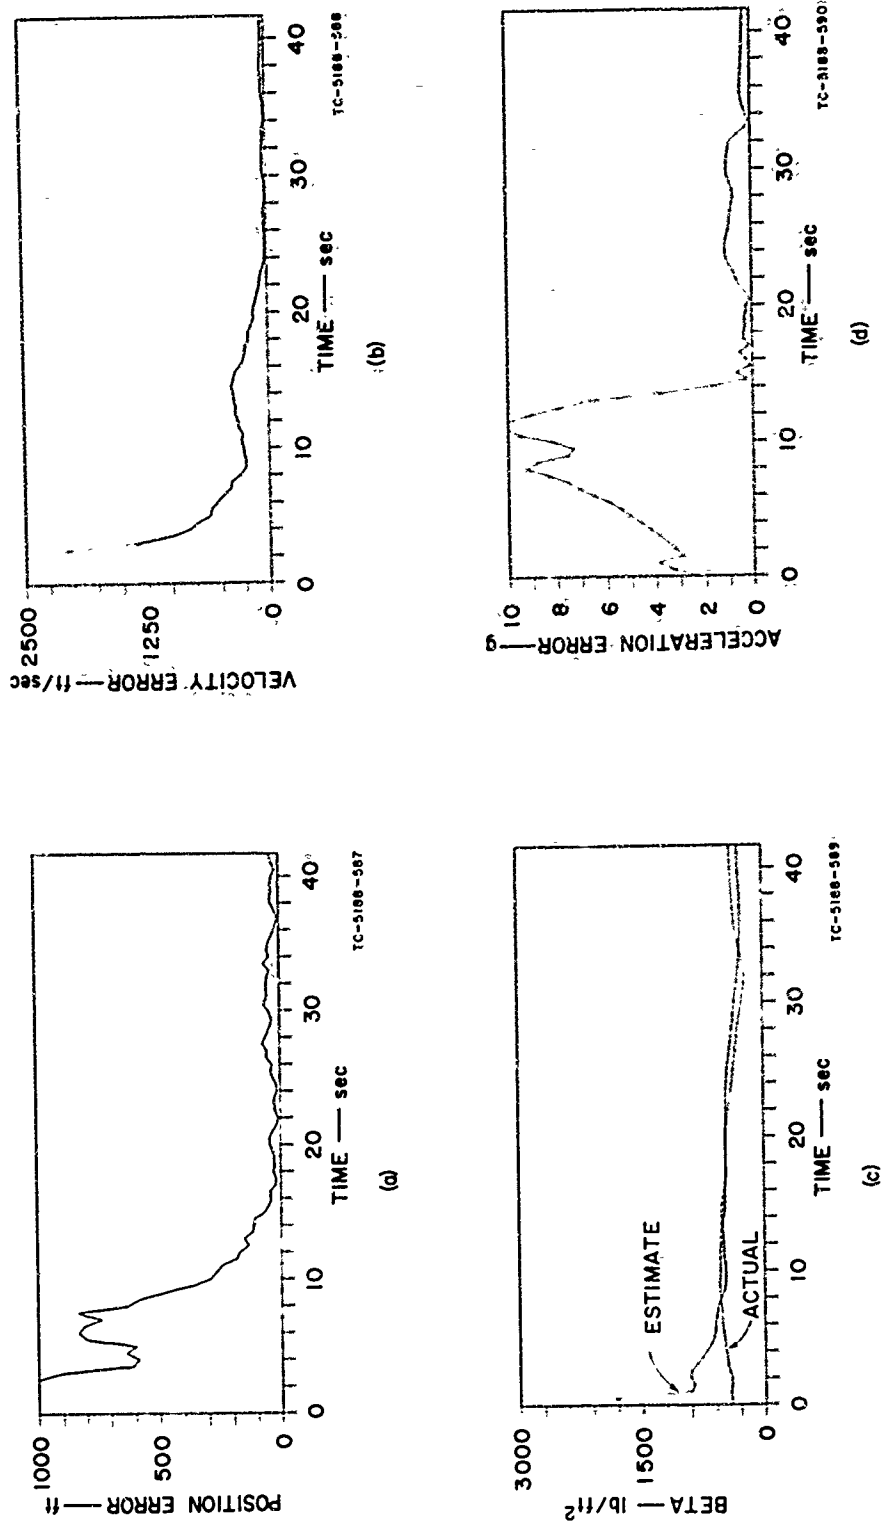 1000
500
0
POSITION ERROR — ft
0
10
20
30
40
TIME — sec
TC-5188-587
(a)
2500
1250
0
VELOCITY ERROR — ft/sec
0
10
20
30
40
TIME — sec
TC-5188-588
(b)
3000
1500
0
BETA — lb/ft²
ESTIMATE
ACTUAL
0
10
20
30
40
TIME — sec
TC-5188-589
(c)
10
8
6
4
2
0
ACCELERATION ERROR — g
0
10
20
30
40
TIME — sec
TC-5188-590
(d)